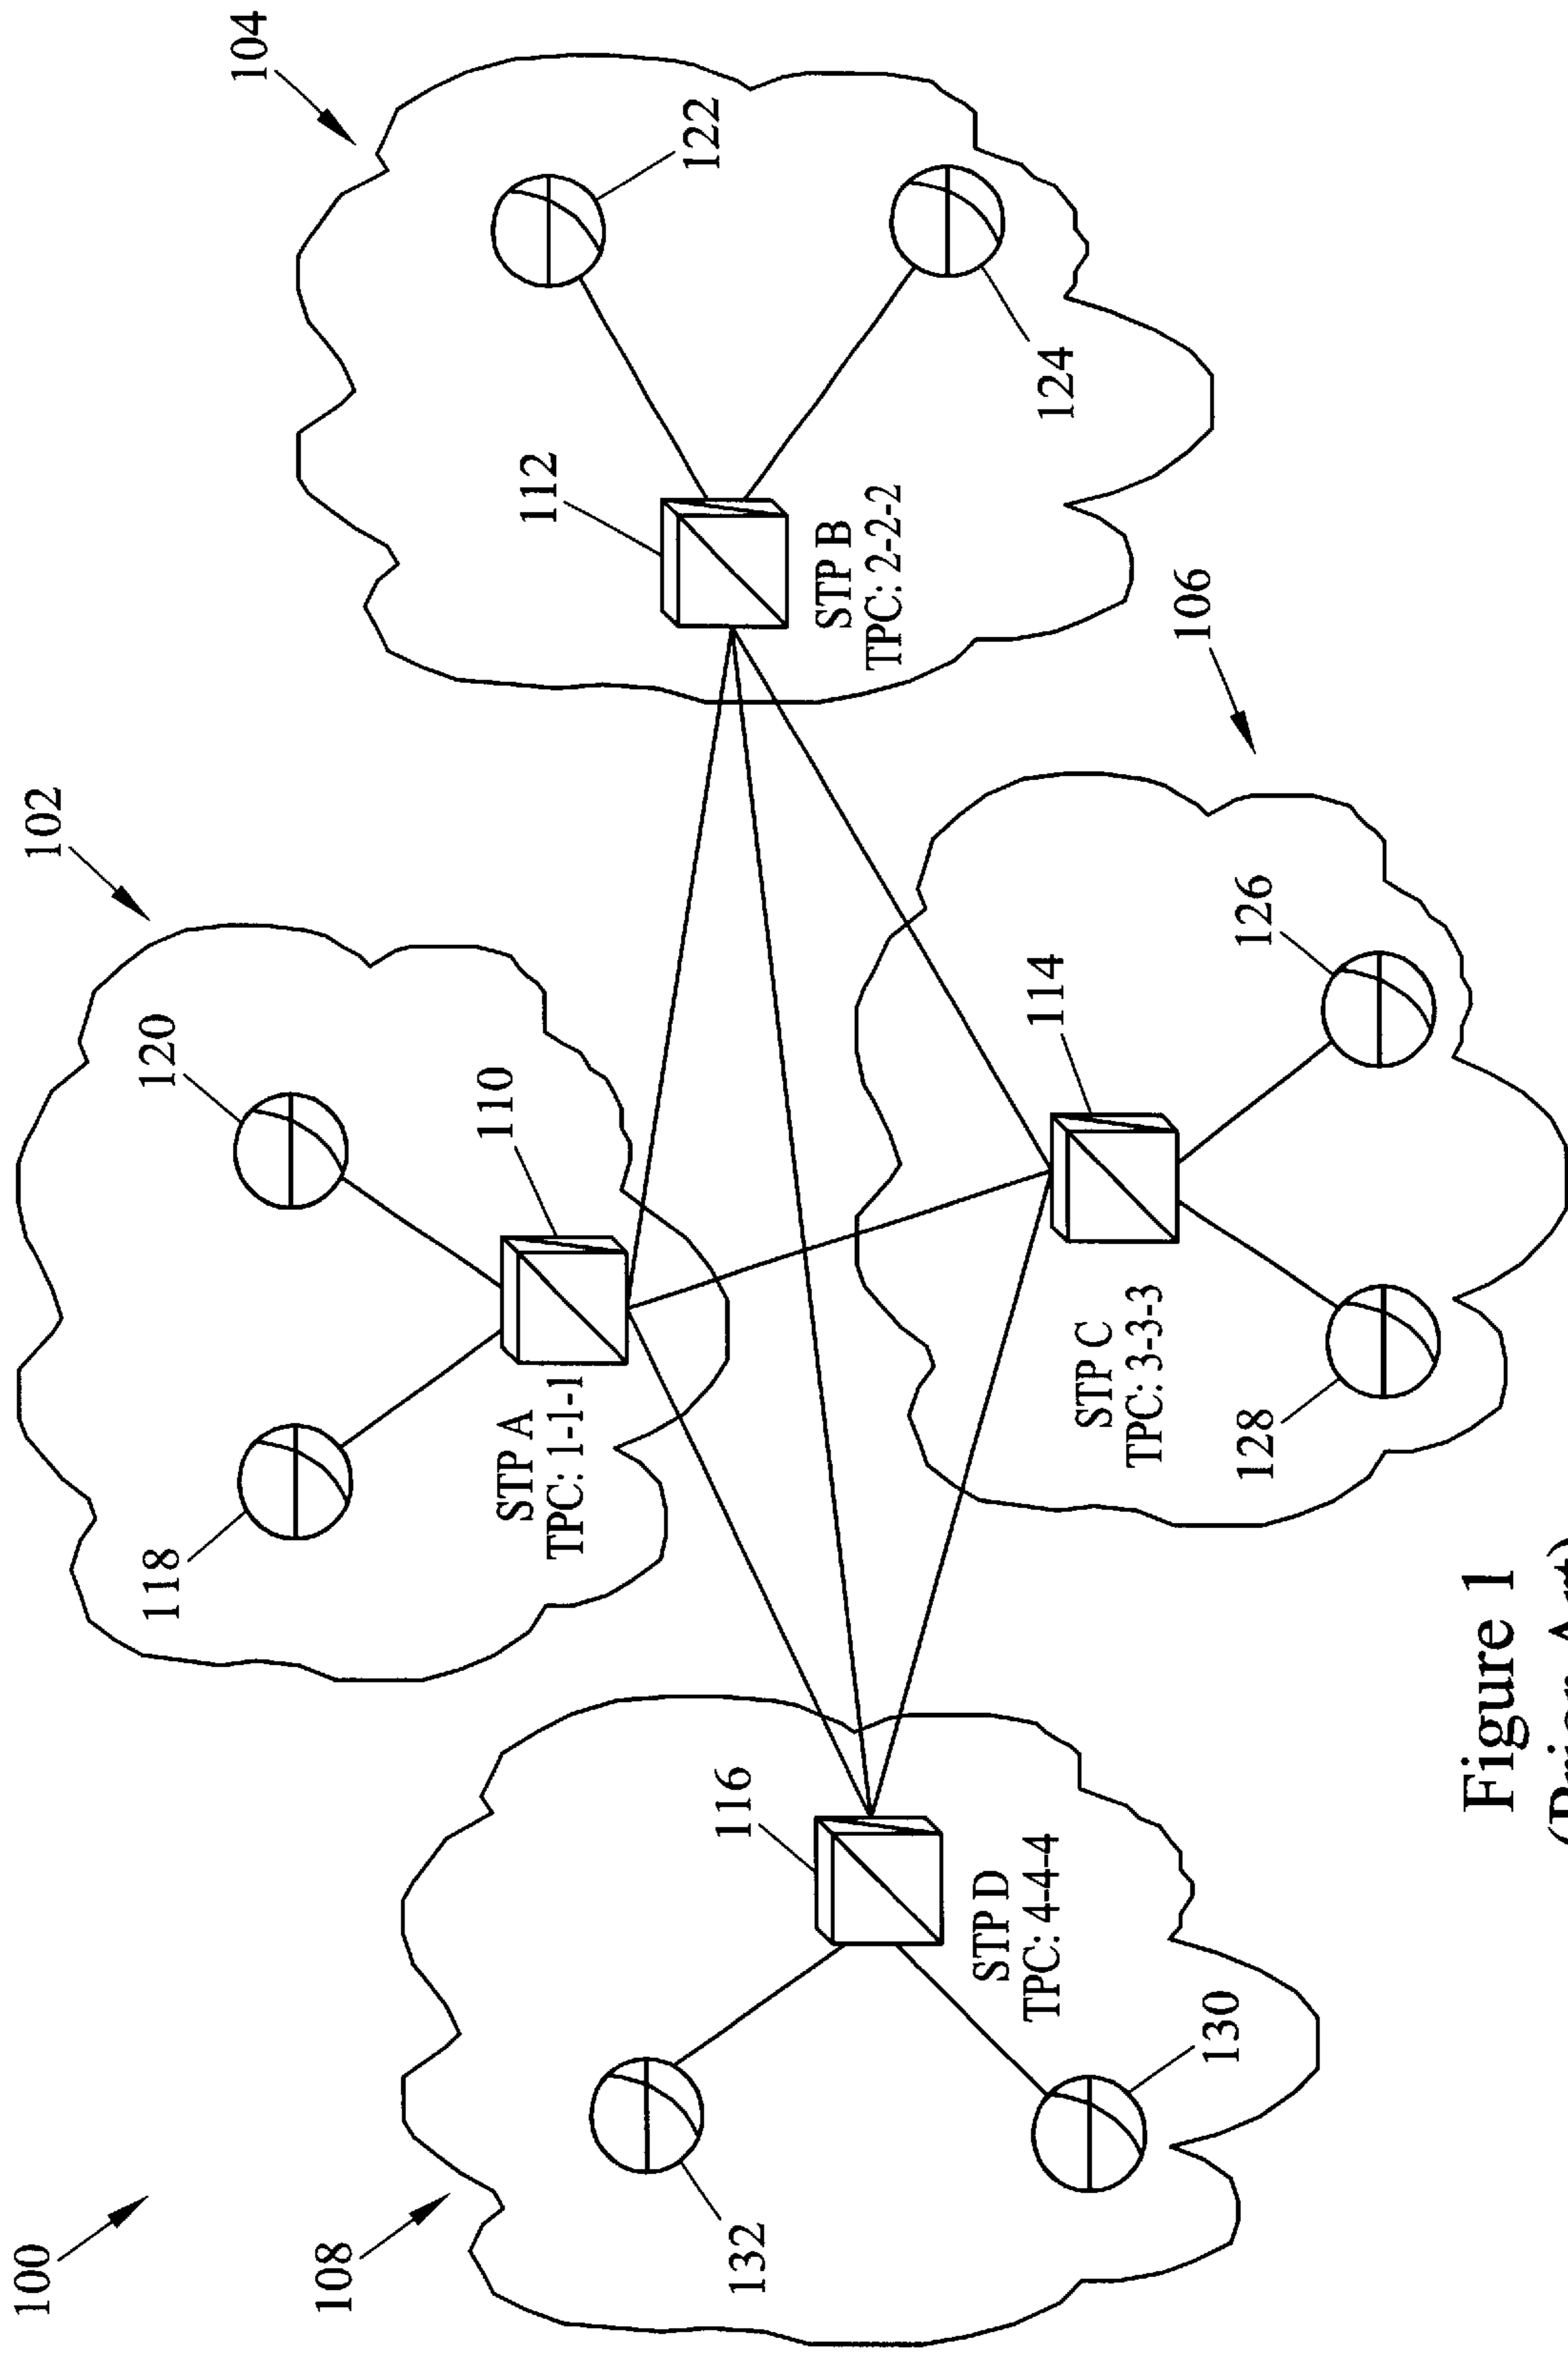 100
102
104
120
118
110
STP A
TPC: 1-1-1
112
122
STP B
TPC: 2-2-2
124
108
116
132
STP D
TPC: 4-4-4
130
114
106
STP C
TPC: 3-3-3
126
128
Figure 1
(Prior Art)